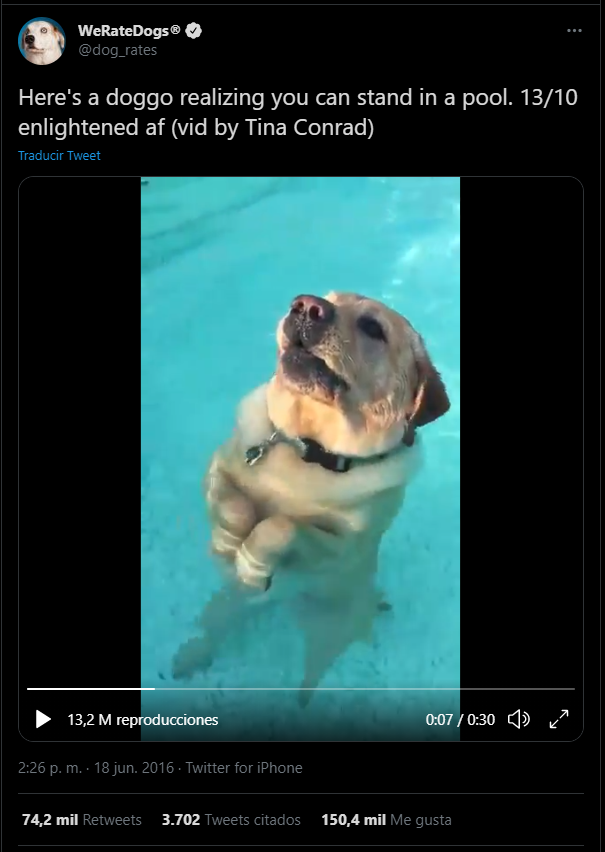 WeRateDogs®
@dog_rates
Here's a doggo realizing you can stand in a pool. 13/10
enlightened af (vid by Tina Conrad)
Traducir Tweet
13,2 M reproducciones
0:07 / 0:30
2:26 p. m. · 18 jun. 2016 · Twitter for iPhone
74,2 mil Retweets 3.702 Tweets citados 150,4 mil Me gusta